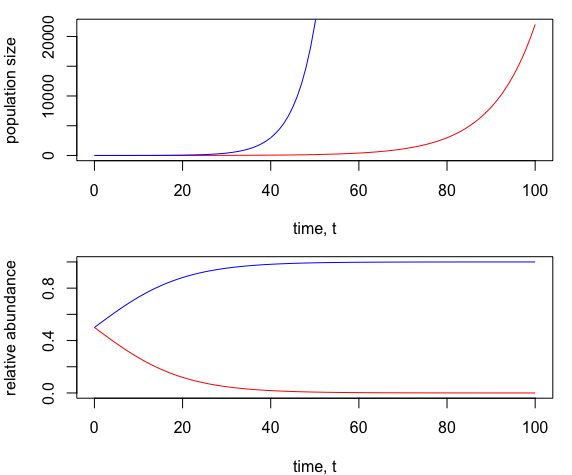 population size
20000
10000
0
0 20 40 60 80 100
time, t
relative abundance
0.8
0.4
0.0
0 20 40 60 80 100
time, t